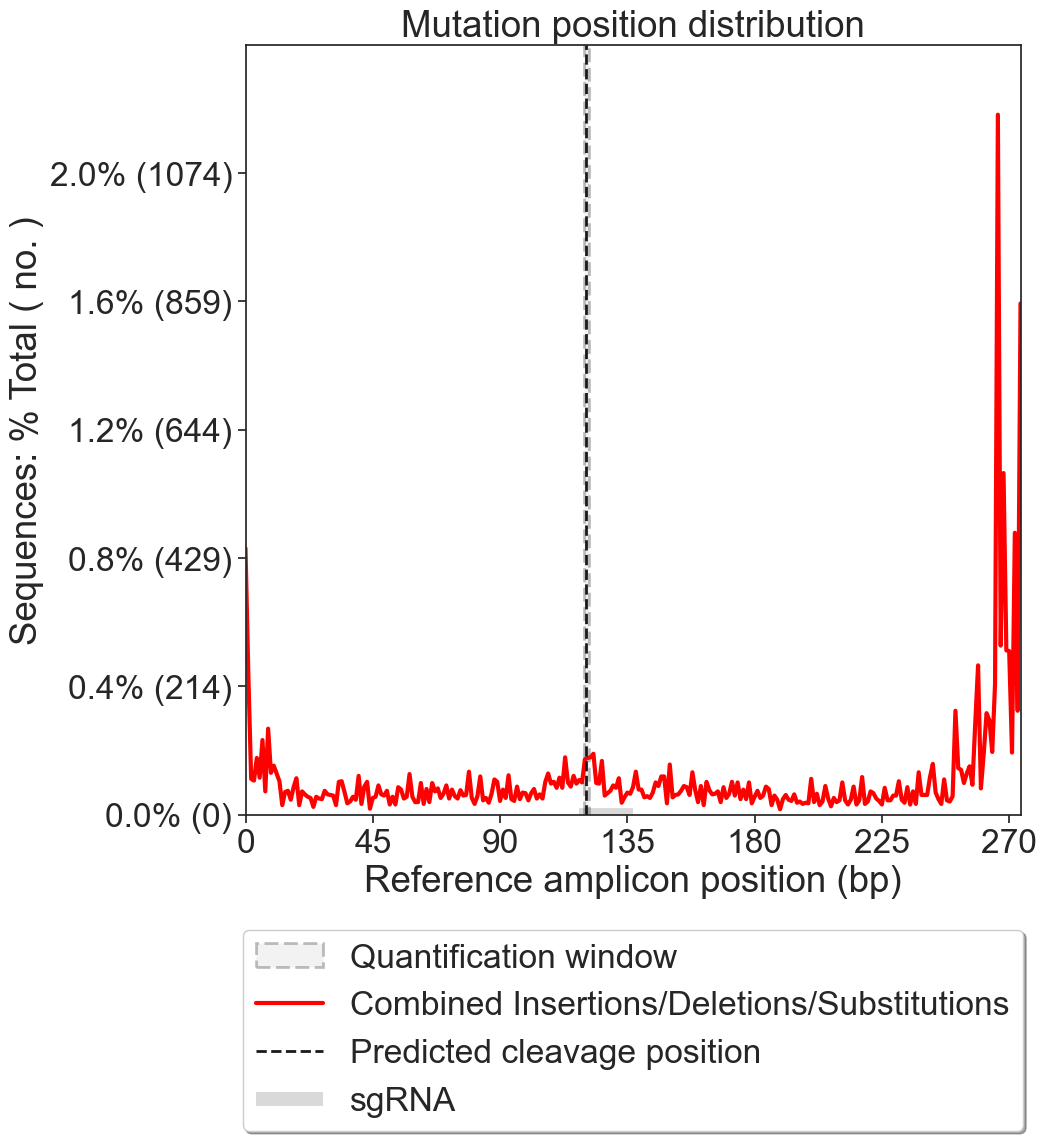 Mutation position distribution
Sequences: % Total ( no. )
2.0% (1074)
1.6% (859)
1.2% (644)
0.8% (429)
0.4% (214)
0.0% (0)
0 45 90 135 180 225 270
Reference amplicon position (bp)
Quantification window
Combined Insertions/Deletions/Substitutions
Predicted cleavage position
sgRNA